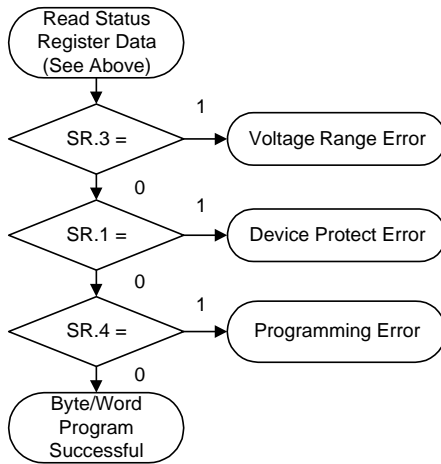 Read Status
Register Data
(See Above)
1
SR.3 =
Voltage Range Error
0
1
SR.1 =
Device Protect Error
0
1
SR.4 =
Programming Error
0
Byte/Word
Program
Successful